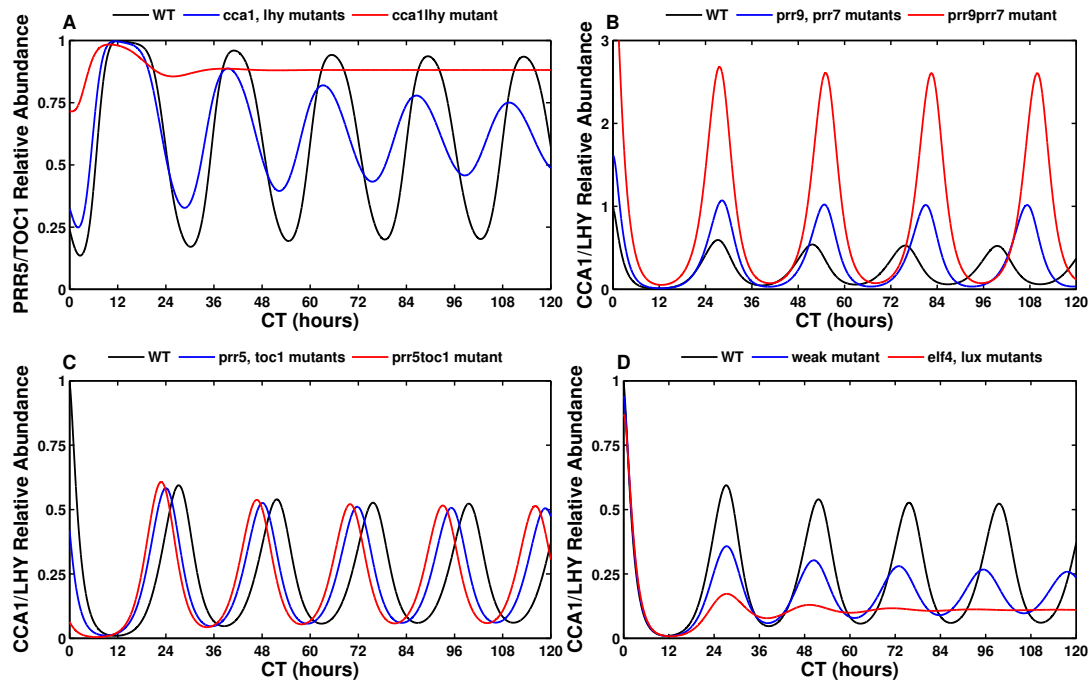 A WT cca1, lhy mutants cca1lhy mutant
PRR5/TOC1 Relative Abundance
1
0.75
0.5
0.25
0
0 12 24 36 48 60 72 84 96 108 120
CT (hours)
B WT prr9, prr7 mutants prr9prr7 mutant
CCA1/LHY Relative Abundance
3
2
1
0
0 12 24 36 48 60 72 84 96 108 120
CT (hours)
C WT prr5, toc1 mutants prr5toc1 mutant
CCA1/LHY Relative Abundance
1
0.75
0.5
0.25
0
0 12 24 36 48 60 72 84 96 108 120
CT (hours)
D WT weak mutant elf4, lux mutants
CCA1/LHY Relative Abundance
1
0.75
0.5
0.25
0
0 12 24 36 48 60 72 84 96 108 120
CT (hours)